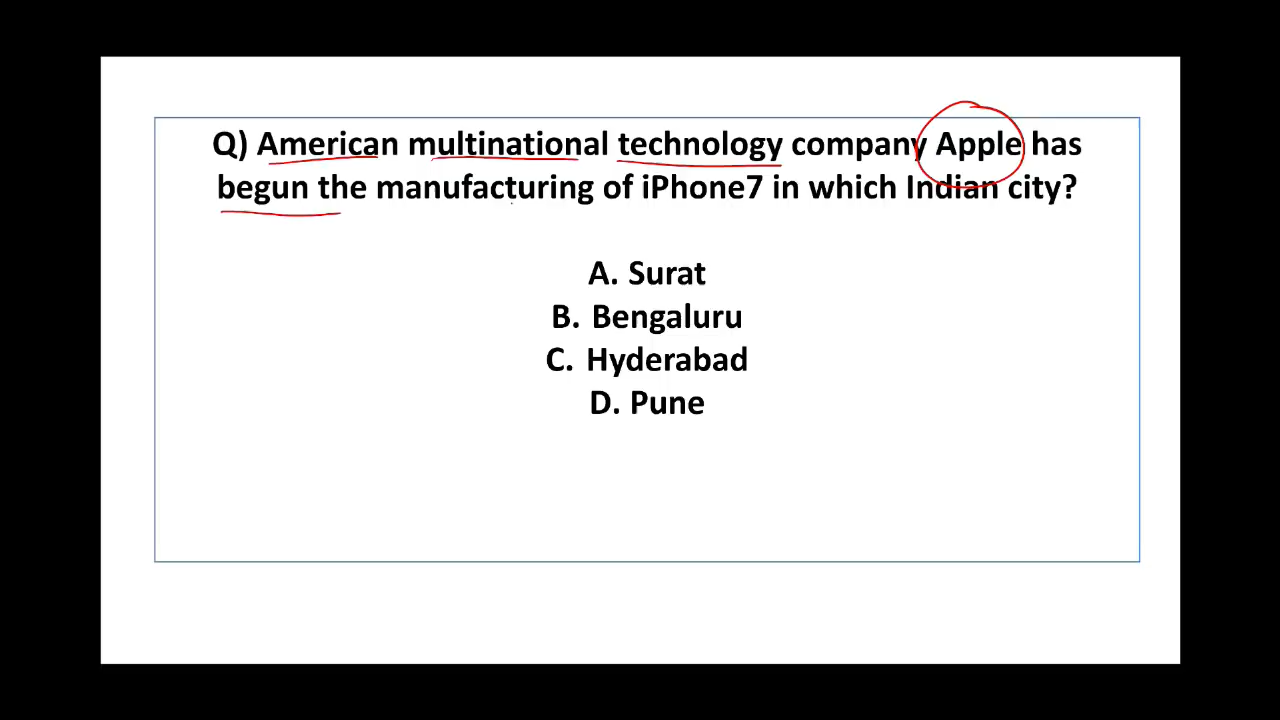 Q) American multinational technology company Apple has
begun the manufacturing of iPhone7 in which Indian city?
A. Surat
B. Bengaluru
C. Hyderabad
D. Pune